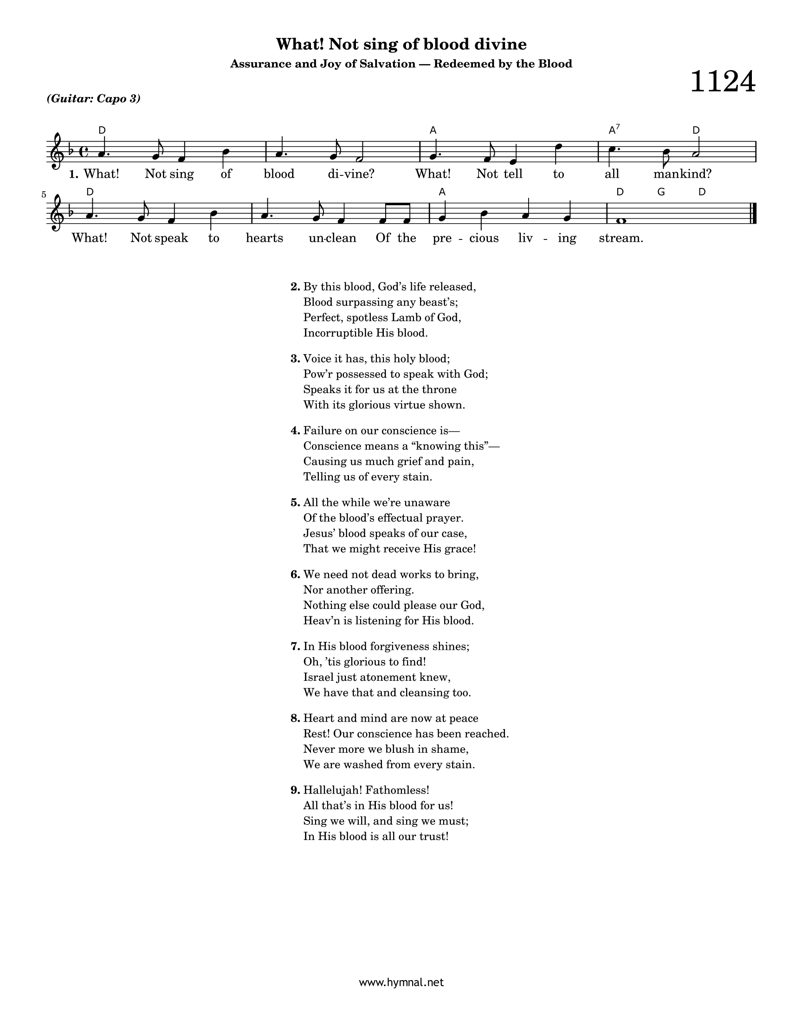 What! Not sing of blood divine
Assurance and Joy of Salvation — Redeemed by the Blood
1124
(Guitar: Capo 3)
D A A7 D
1. What! Not sing of blood di-vine? What! Not tell to all mankind?
5 D A D G D
What! Not speak to hearts un-clean Of the pre - cious liv - ing stream.
2. By this blood, God's life released,
Blood surpassing any beast's;
Perfect, spotless Lamb of God,
Incorruptible His blood.
3. Voice it has, this holy blood;
Pow'r possessed to speak with God;
Speaks it for us at the throne
With its glorious virtue shown.
4. Failure on our conscience is—
Conscience means a “knowing this”—
Causing us much grief and pain,
Telling us of every stain.
5. All the while we're unaware
Of the blood's effectual prayer.
Jesus' blood speaks of our case,
That we might receive His grace!
6. We need not dead works to bring,
Nor another offering.
Nothing else could please our God,
Heav'n is listening for His blood.
7. In His blood forgiveness shines;
Oh, 'tis glorious to find!
Israel just atonement knew,
We have that and cleansing too.
8. Heart and mind are now at peace
Rest! Our conscience has been reached.
Never more we blush in shame,
We are washed from every stain.
9. Hallelujah! Fathomless!
All that's in His blood for us!
Sing we will, and sing we must;
In His blood is all our trust!
www.hymnal.net